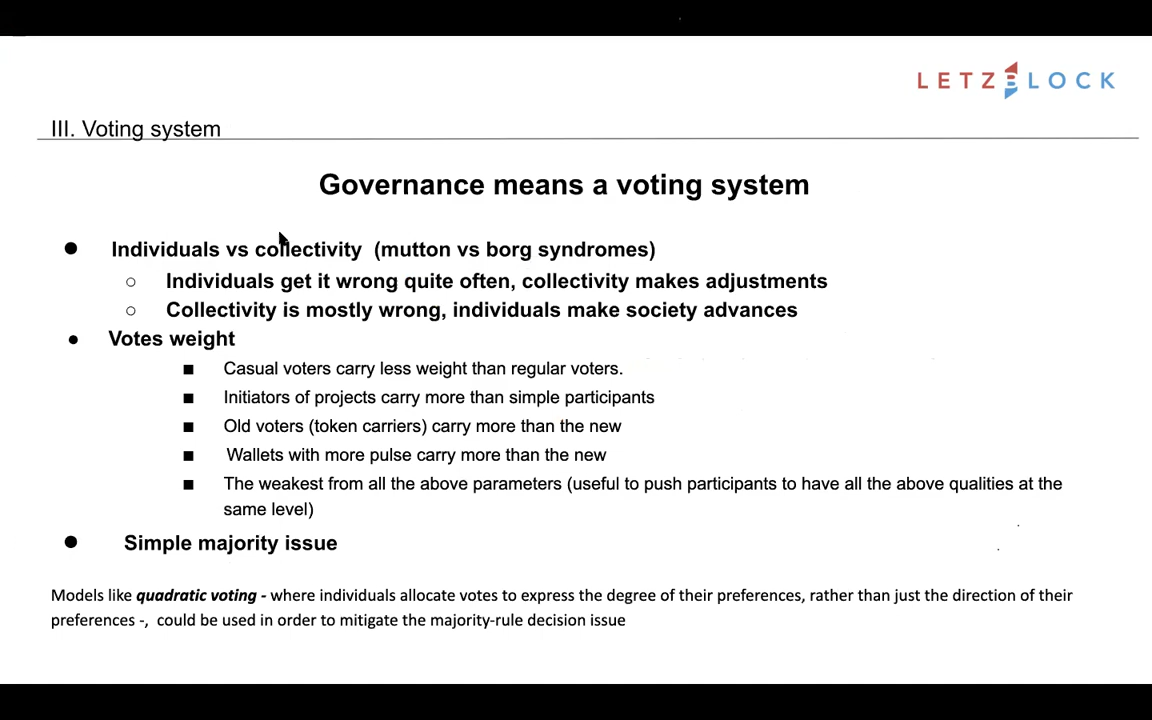 LETZBLOCK
III. Voting system
Governance means a voting system
● Individuals vs collectivity (mutton vs borg syndromes)
○ Individuals get it wrong quite often, collectivity makes adjustments
○ Collectivity is mostly wrong, individuals make society advances
● Votes weight
■ Casual voters carry less weight than regular voters.
■ Initiators of projects carry more than simple participants
■ Old voters (token carriers) carry more than the new
■ Wallets with more pulse carry more than the new
■ The weakest from all the above parameters (useful to push participants to have all the above qualities at the
same level)
● Simple majority issue
Models like quadratic voting - where individuals allocate votes to express the degree of their preferences, rather than just the direction of their
preferences -, could be used in order to mitigate the majority-rule decision issue